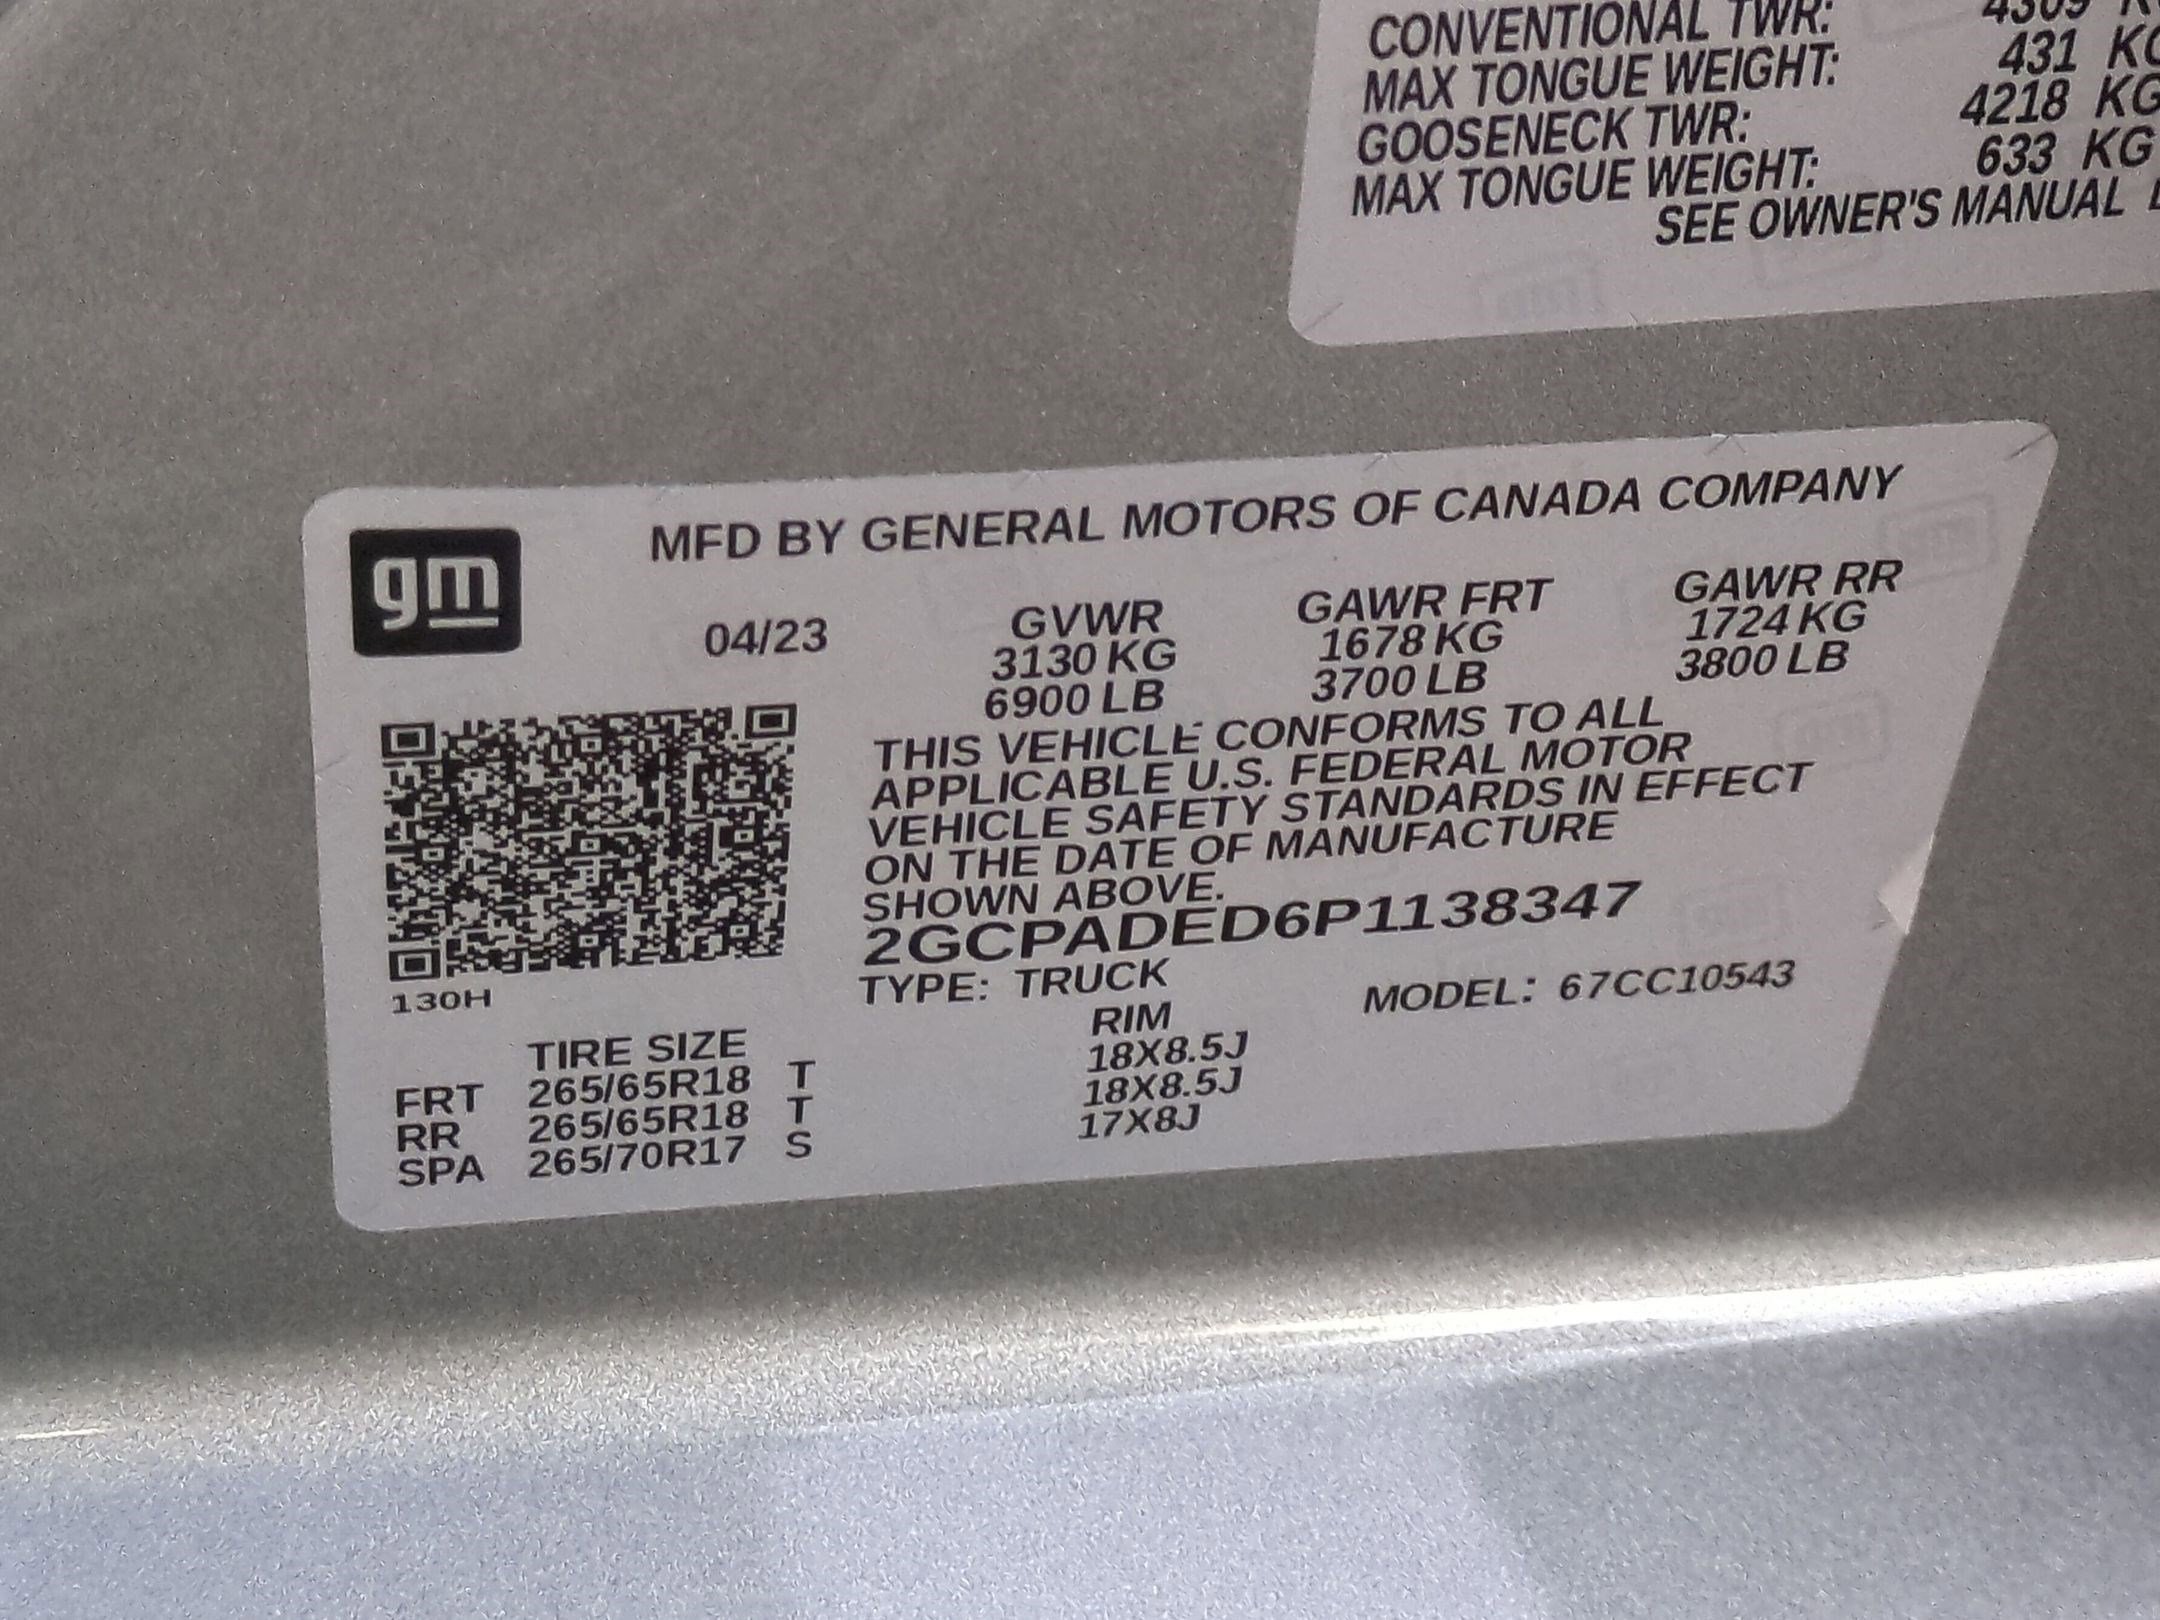 CONVENTIONAL TWR: 4309
MAX TONGUE WEIGHT: 431 KG
GOOSENECK TWR: 4218 KG
MAX TONGUE WEIGHT: 633 KG
SEE OWNER'S MANUAL
gm
MFD BY GENERAL MOTORS OF CANADA COMPANY
04/23 GVWR GAWR FRT GAWR RR
3130 KG 1678 KG 1724 KG
6900 LB 3700 LB 3800 LB
THIS VEHICLE CONFORMS TO ALL
APPLICABLE U.S. FEDERAL MOTOR
VEHICLE SAFETY STANDARDS IN EFFECT
ON THE DATE OF MANUFACTURE
SHOWN ABOVE.
2GCPADED6P1138347
TYPE: TRUCK MODEL: 67CC10543
130H
TIRE SIZE RIM
FRT 265/65R18 T 18X8.5J
RR 265/65R18 T 18X8.5J
SPA 265/70R17 S 17X8J